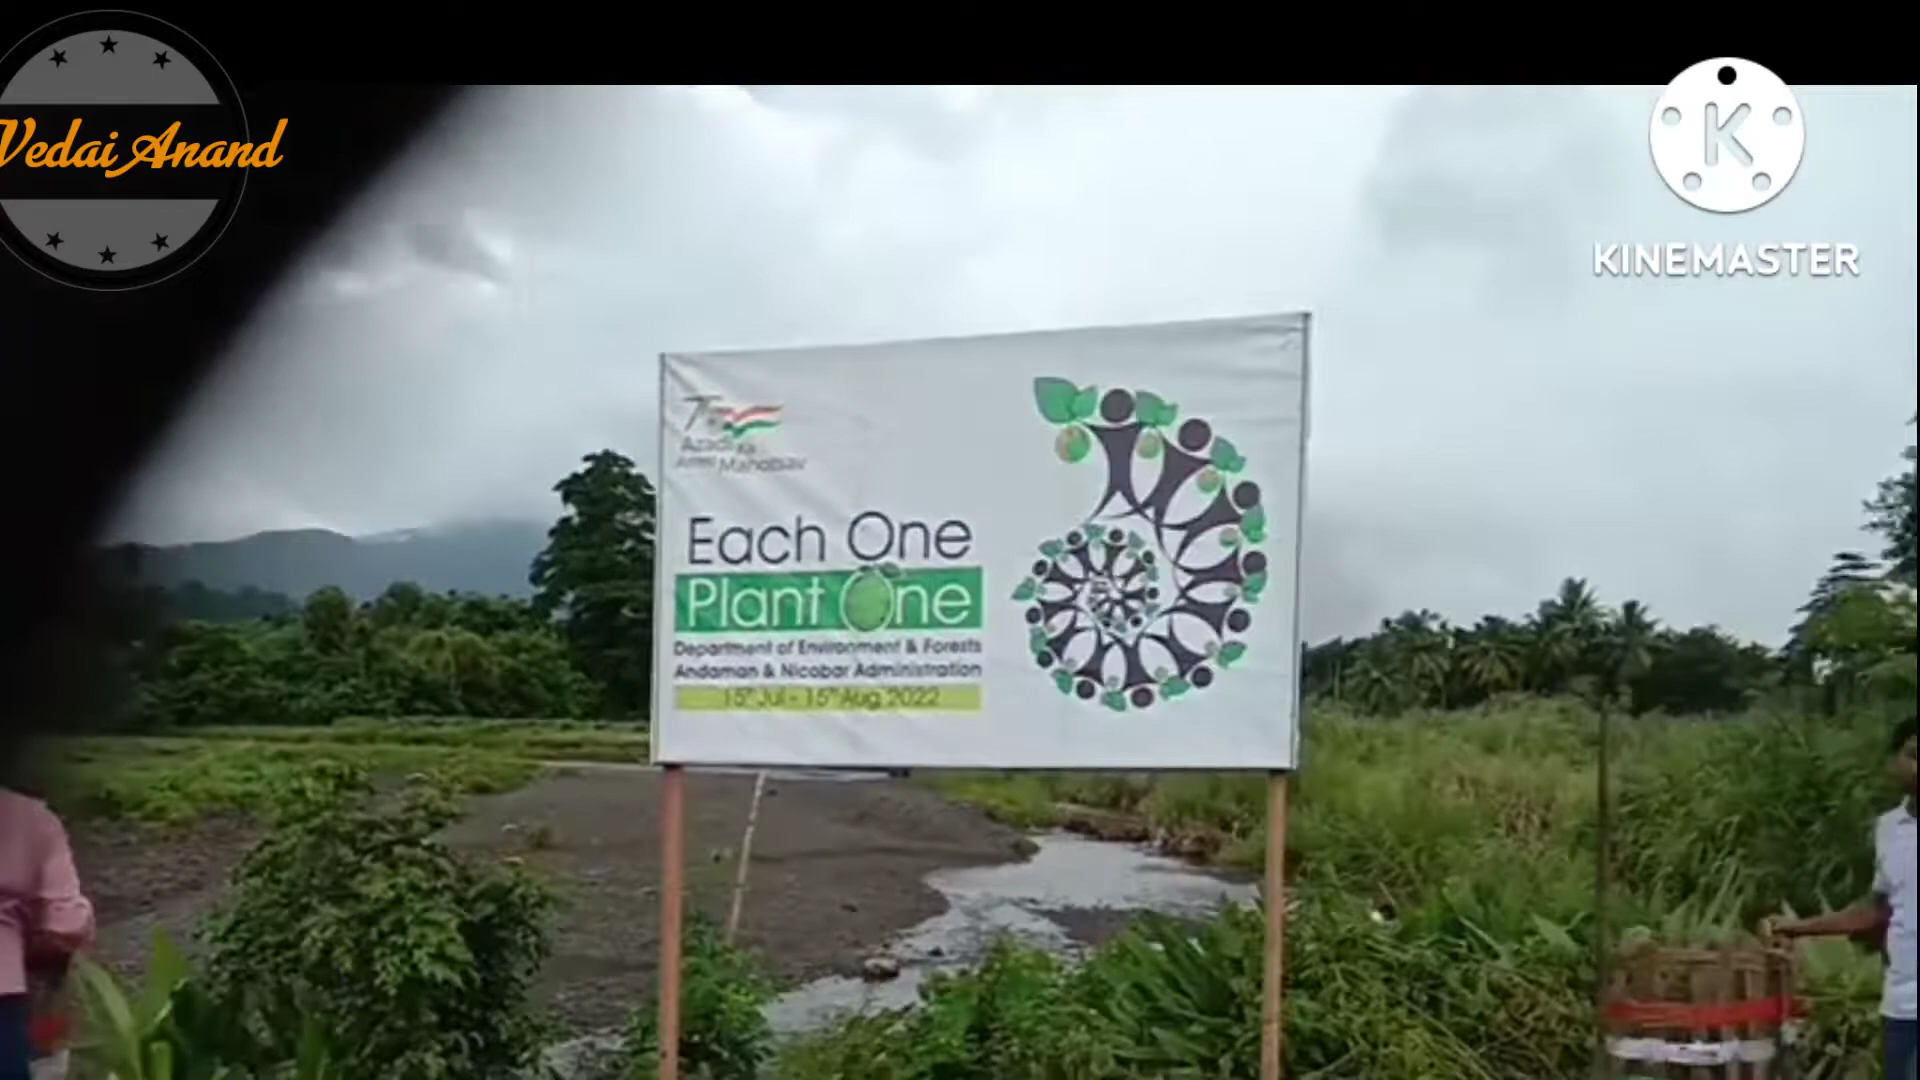 Vedai Anand
K
KINEMASTER
75
Azadi Ka
Amrit Mahotsav
Each One
Plant One
Department of Environment & Forests
Andaman & Nicobar Administration
15th Jul - 15th Aug 2022